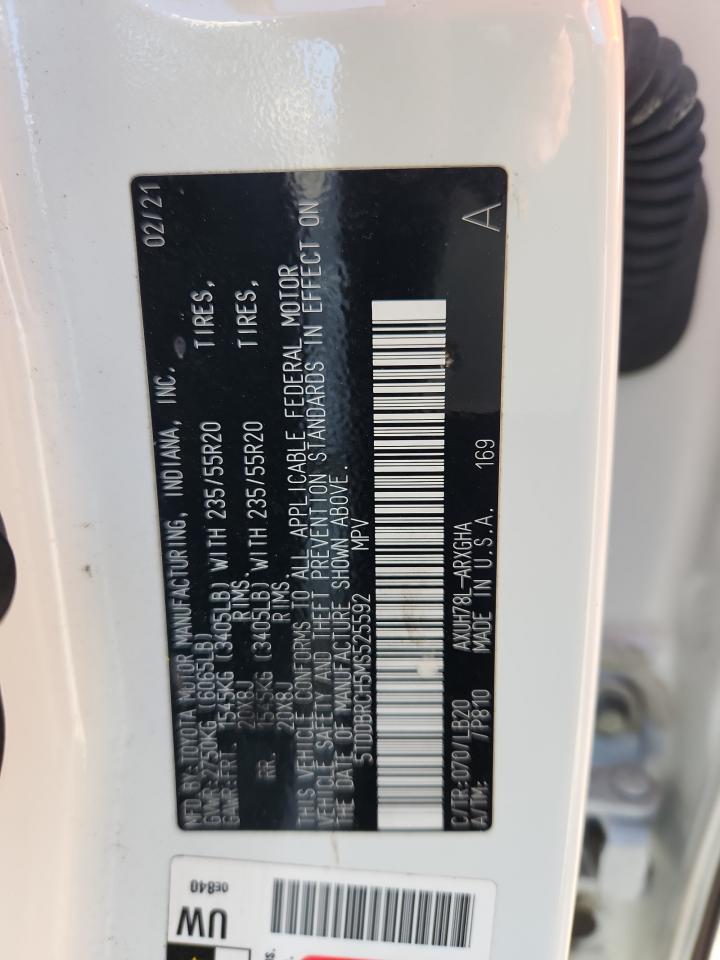 MFD BY: TOYOTA MOTOR MANUFACTURING, INDIANA, INC. 02/21
GVWR: 2750KG (6065LB)
GAWR: FRT. 1545KG (3405LB) WITH 235/55R20 TIRES,
20X8J RIMS.
RR. 1545KG (3405LB) WITH 235/55R20 TIRES,
20X8J RIMS.
THIS VEHICLE CONFORMS TO ALL APPLICABLE FEDERAL MOTOR
VEHICLE SAFETY AND THEFT PREVENTION STANDARDS IN EFFECT ON
THE DATE OF MANUFACTURE SHOWN ABOVE.
5TDDBRCH5MS525592 MPV
C/TR: 070/LB20 AXUH78L-ARXGHA 169 A
A/TM: 7/P810 MADE IN U.S.A.
UW 0E840